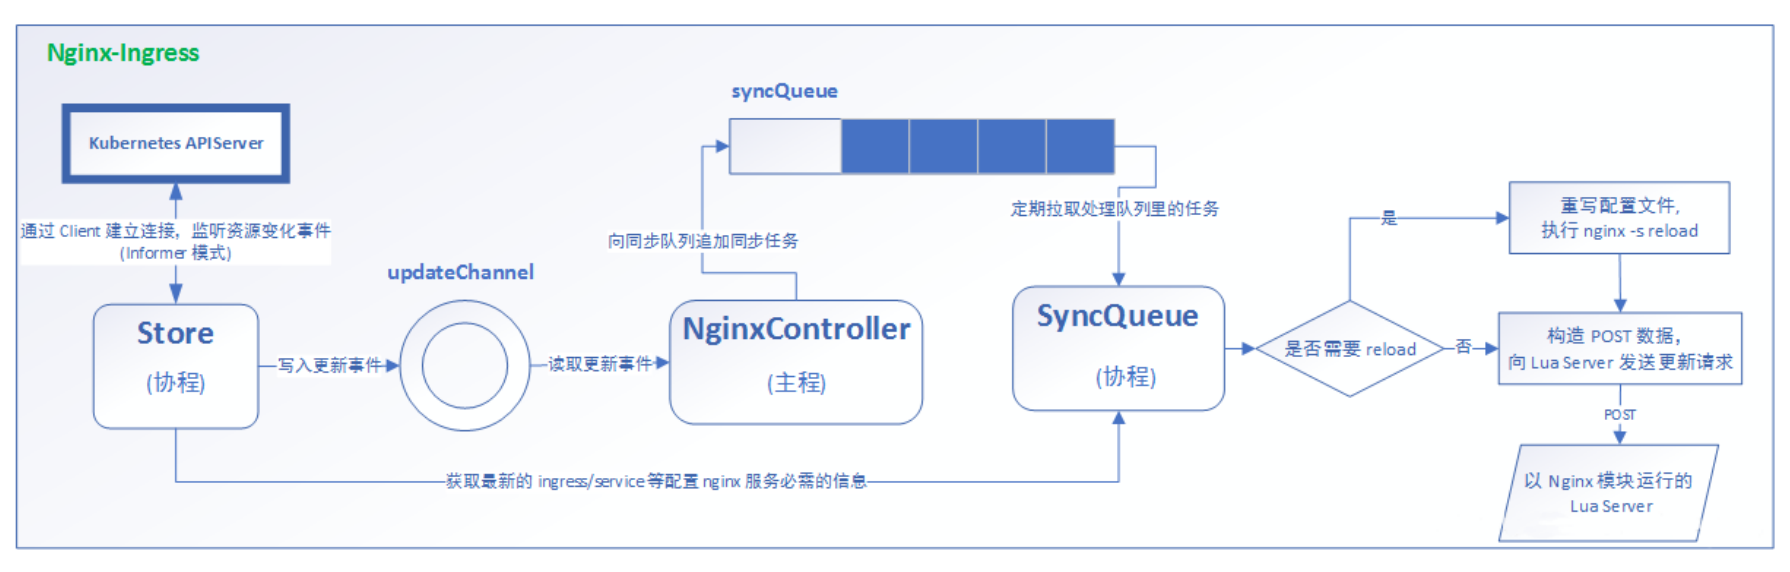 Nginx-Ingress
Kubernetes APIServer
通过 Client 建立连接，监听资源变化事件
(Informer 模式)
Store
(协程)
写入更新事件
updateChannel
读取更新事件
NginxController
(主程)
向同步队列追加同步任务
syncQueue
定期拉取处理队列里的任务
SyncQueue
(协程)
获取最新的 ingress/service 等配置 nginx 服务必需的信息
是否需要 reload
是
否
重写配置文件,
执行 nginx -s reload
构造 POST 数据，
向 Lua Server 发送更新请求
POST
以 Nginx 模块运行的
Lua Server